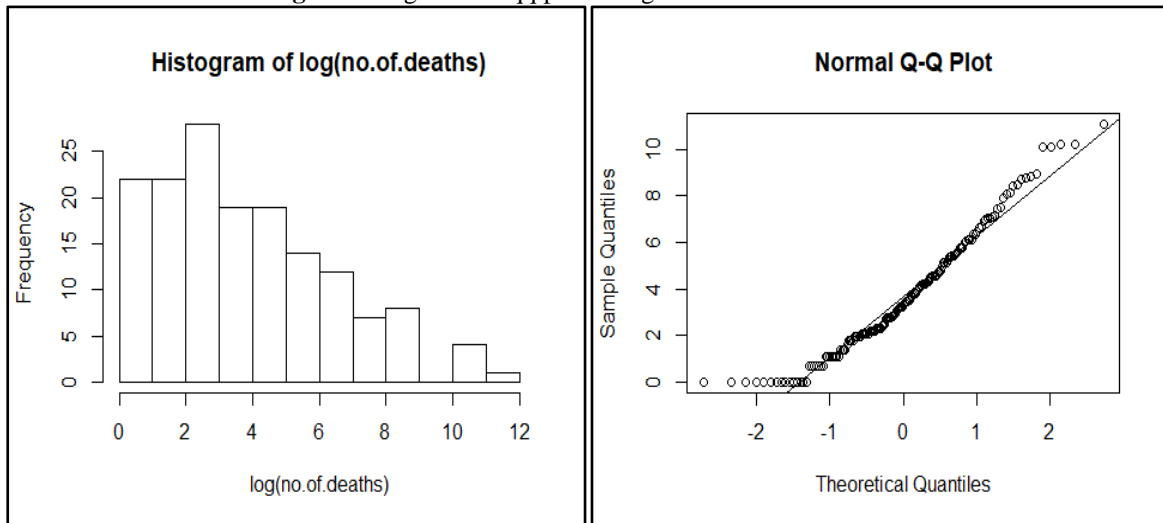 Histogram of log(no.of.deaths)
Frequency
0 5 10 15 20 25
0 2 4 6 8 10 12
log(no.of.deaths)
Normal Q-Q Plot
Sample Quantiles
0 2 4 6 8 10
-2 -1 0 1 2
Theoretical Quantiles